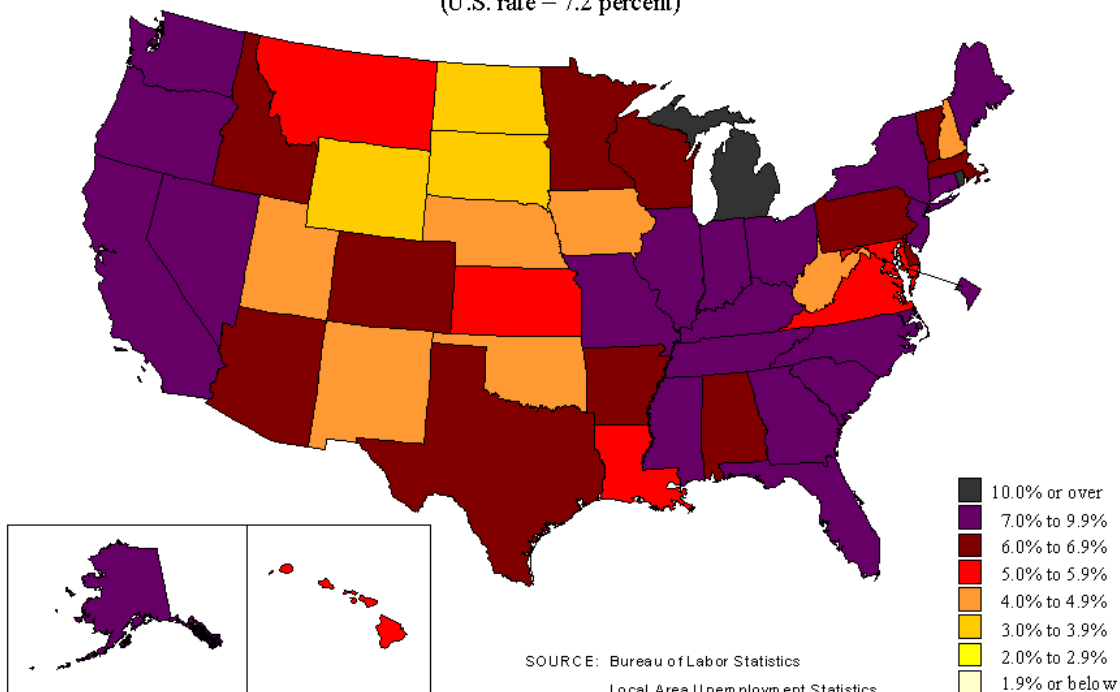 (U.S. rate = 7.2 percent)
10.0% or over
7.0% to 9.9%
6.0% to 6.9%
5.0% to 5.9%
4.0% to 4.9%
3.0% to 3.9%
2.0% to 2.9%
1.9% or below
SOURCE: Bureau of Labor Statistics
Local Area Unemployment Statistics